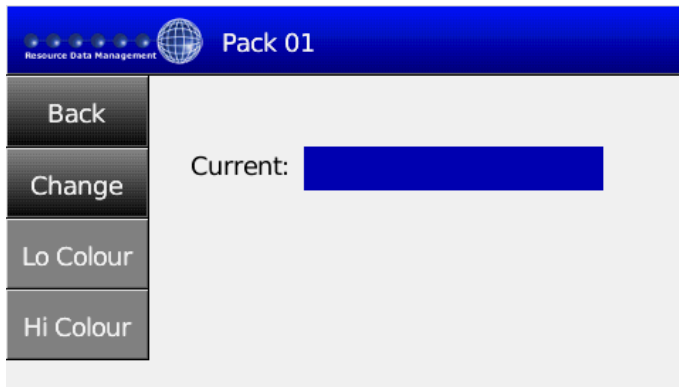 Resource Data Management
Pack 01
Back
Change
Lo Colour
Hi Colour
Current: